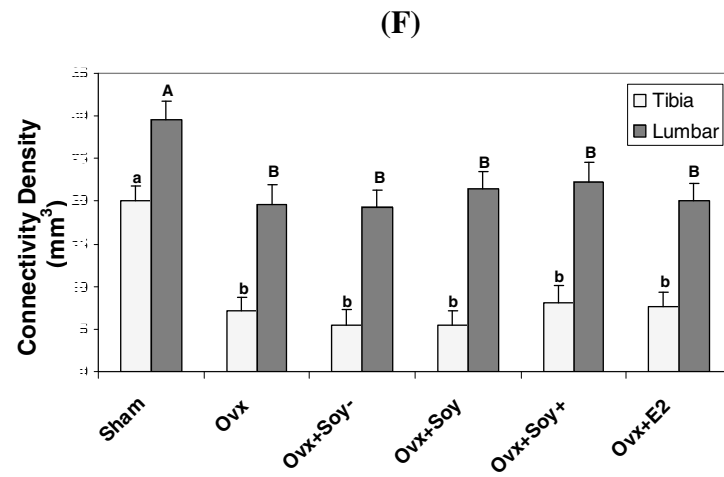 (F)
Connectivity Density
(mm³)
A
a
B
b
B
b
B
b
B
b
B
b
Tibia
Lumbar
Sham
Ovx
Ovx+Soy-
Ovx+Soy
Ovx+Soy+
Ovx+E2